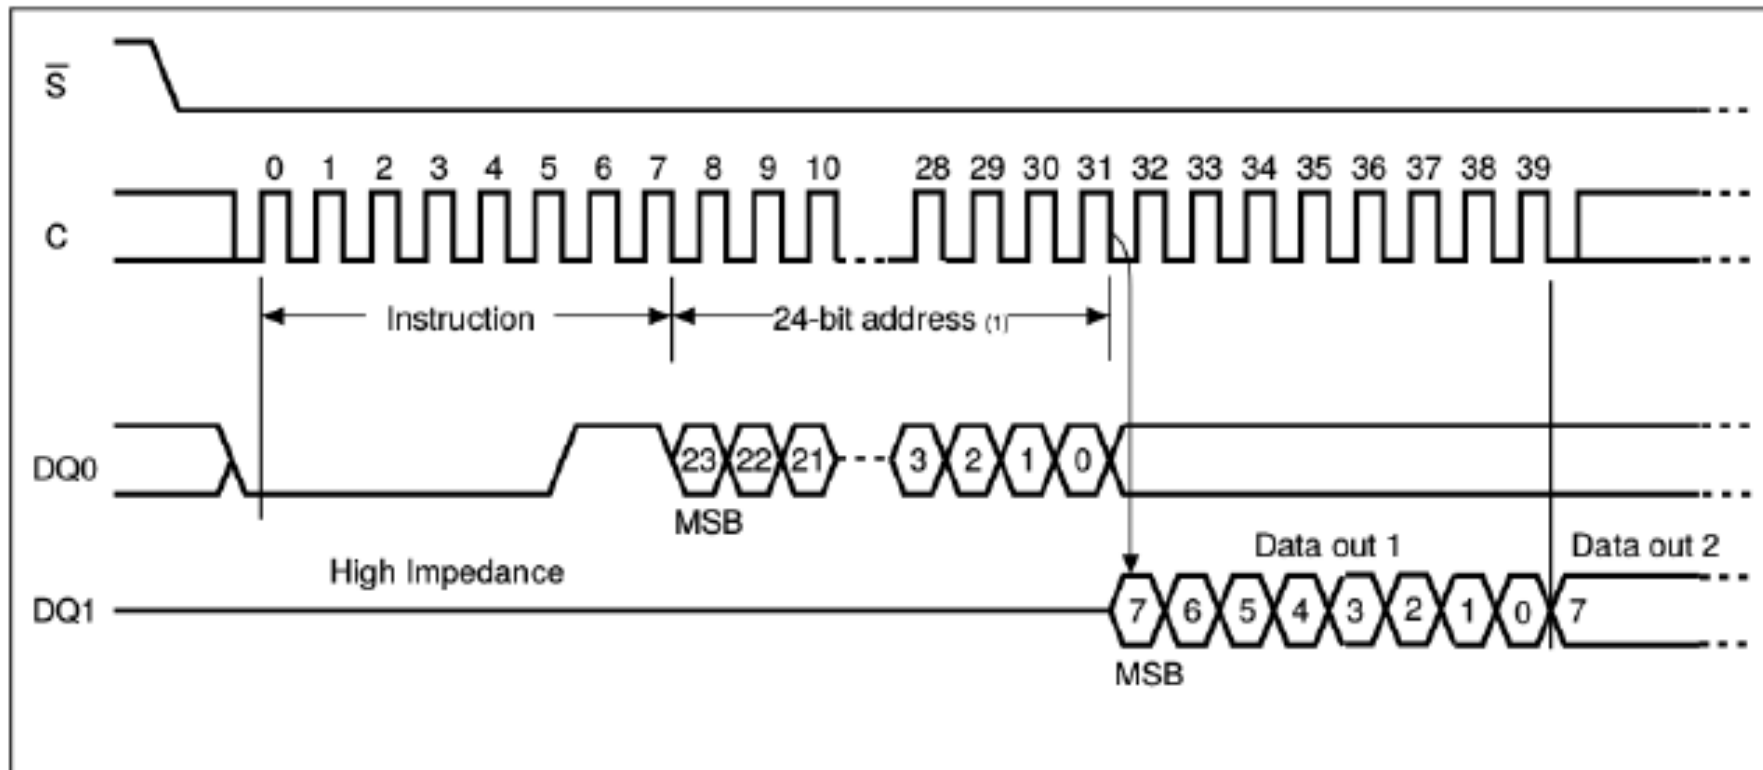 S̅
0 1 2 3 4 5 6 7 8 9 10 28 29 30 31 32 33 34 35 36 37 38 39
C
Instruction 24-bit address (1)
DQ0 23 22 21 3 2 1 0
MSB
Data out 1 Data out 2
High Impedance
DQ1 7 6 5 4 3 2 1 0 7
MSB